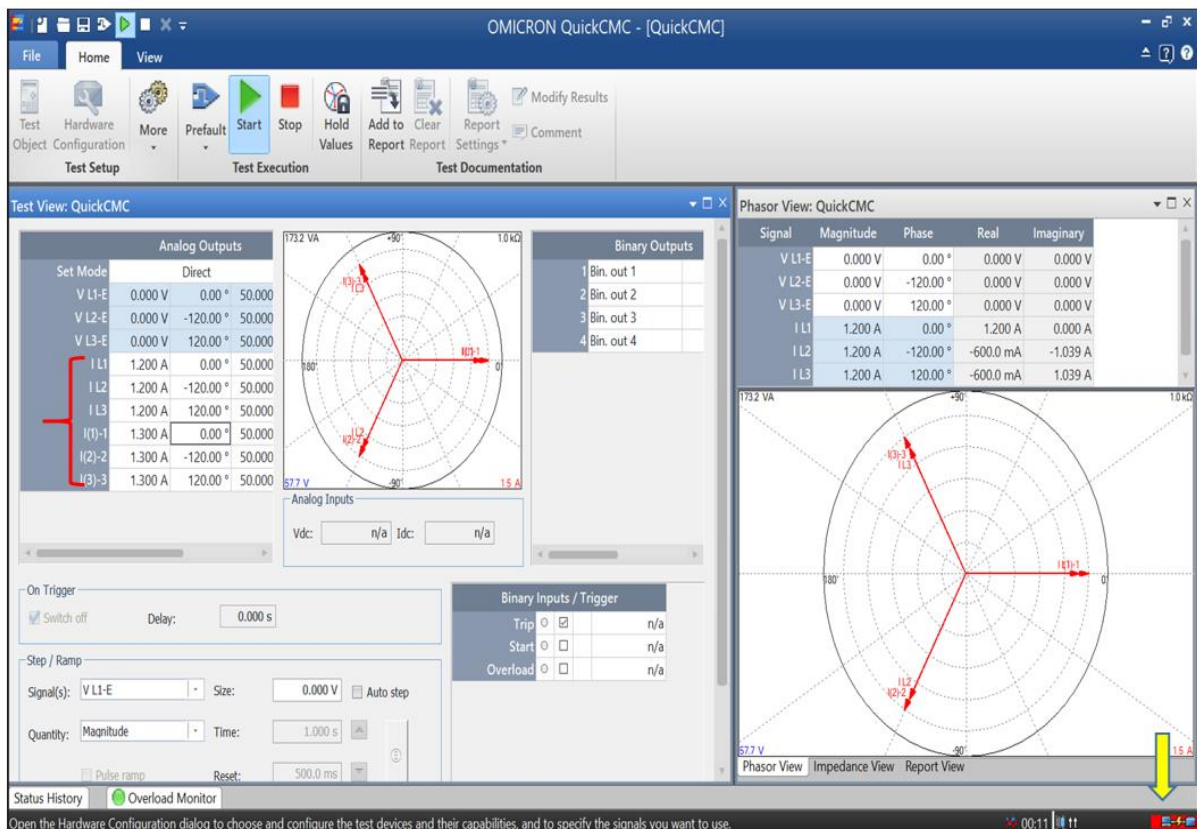 OMICRON QuickCMC - [QuickCMC]
File Home View
Test Object
Hardware Configuration
More
Prefault
Start
Stop
Hold Values
Add to Report
Clear Report
Report Settings
Modify Results
Comment
Test Setup
Test Execution
Test Documentation
Test View: QuickCMC
Analog Outputs
Set Mode Direct
V L1-E 0.000 V 0.00 ° 50.000
V L2-E 0.000 V -120.00 ° 50.000
V L3-E 0.000 V 120.00 ° 50.000
I L1 1.200 A 0.00 ° 50.000
I L2 1.200 A -120.00 ° 50.000
I L3 1.200 A 120.00 ° 50.000
I(1)-1 1.300 A 0.00 ° 50.000
I(2)-2 1.300 A -120.00 ° 50.000
I(3)-3 1.300 A 120.00 ° 50.000
173.2 VA +90° 1.0 kΩ
I(3)-3
180° 0°
I L2
I(2)-2
57.7 V -90° 1.5 A
Binary Outputs
1 Bin. out 1
2 Bin. out 2
3 Bin. out 3
4 Bin. out 4
Analog Inputs
Vdc: n/a Idc: n/a
On Trigger
Switch off Delay: 0.000 s
Step / Ramp
Signal(s): V L1-E Size: 0.000 V Auto step
Quantity: Magnitude Time: 1.000 s
Pulse ramp Reset: 500.0 ms
Binary Inputs / Trigger
Trip n/a
Start n/a
Overload n/a
Phasor View: QuickCMC
Signal Magnitude Phase Real Imaginary
V L1-E 0.000 V 0.00 ° 0.000 V 0.000 V
V L2-E 0.000 V -120.00 ° 0.000 V 0.000 V
V L3-E 0.000 V 120.00 ° 0.000 V 0.000 V
I L1 1.200 A 0.00 ° 1.200 A 0.000 A
I L2 1.200 A -120.00 ° -600.0 mA -1.039 A
I L3 1.200 A 120.00 ° -600.0 mA 1.039 A
173.2 VA +90° 1.0 kΩ
I(3)-3
I L3
180° 0°
I L2
I(2)-2
57.7 V -90° 1.5 A
Phasor View Impedance View Report View
Status History Overload Monitor
Open the Hardware Configuration dialog to choose and configure the test devices and their capabilities, and to specify the signals you want to use.
00:11